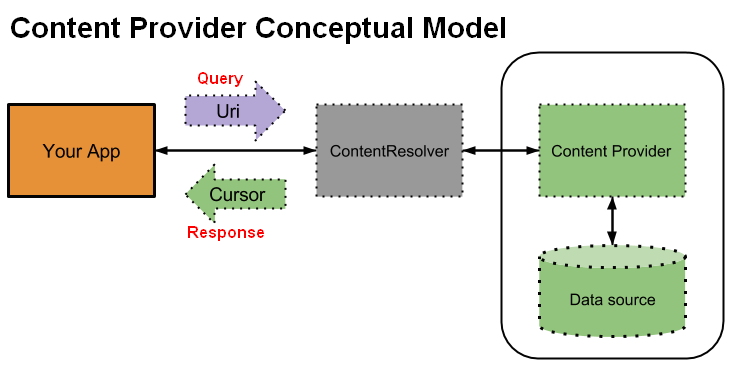 Content Provider Conceptual Model
Query
Uri
Your App
ContentResolver
Content Provider
Cursor
Response
Data source